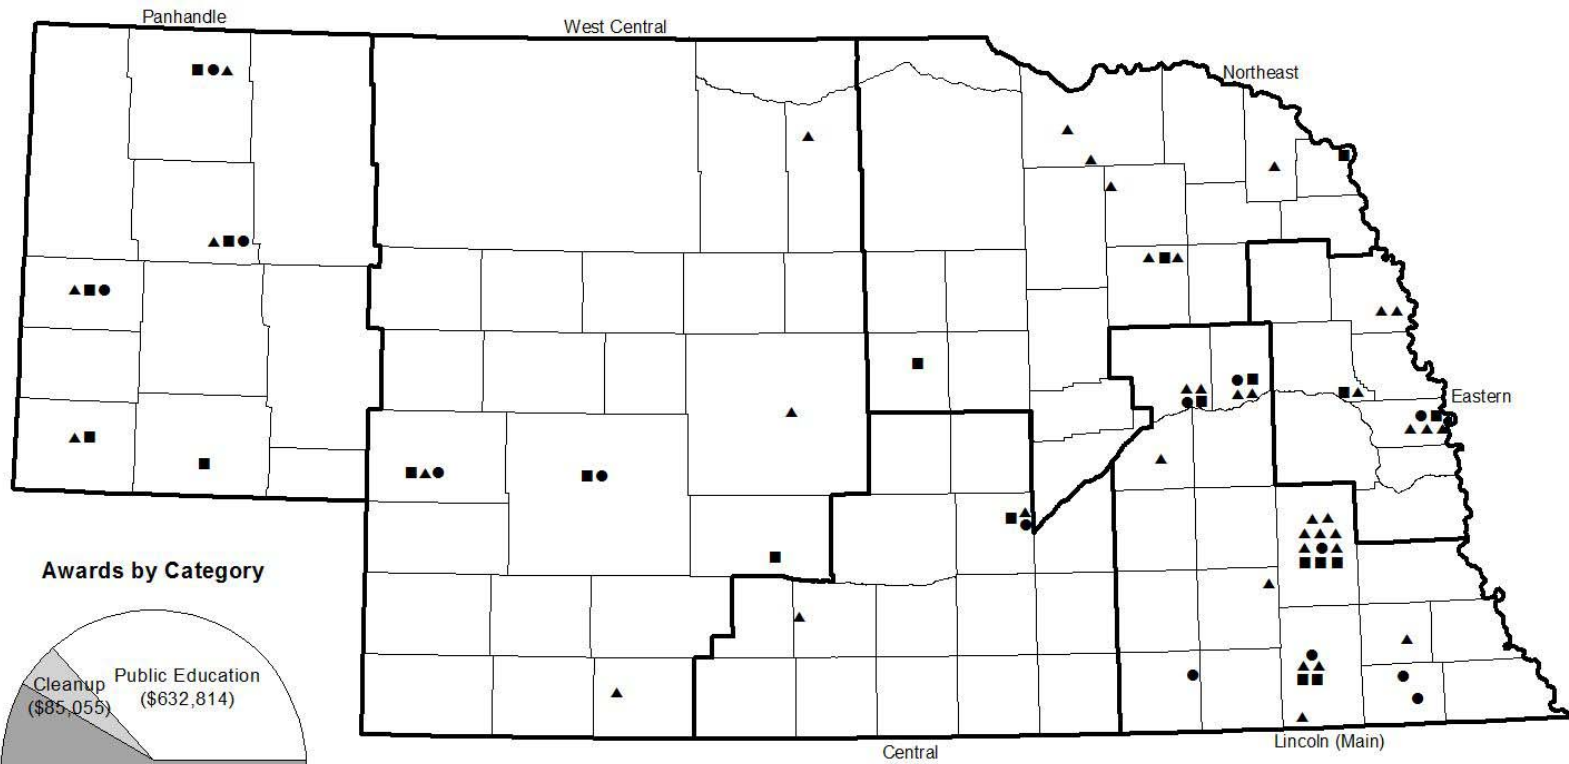 Panhandle
West Central
Northeast
Eastern
Awards by Category
Public Education
($632,814)
Cleanup
($85,055)
Central
Lincoln (Main)